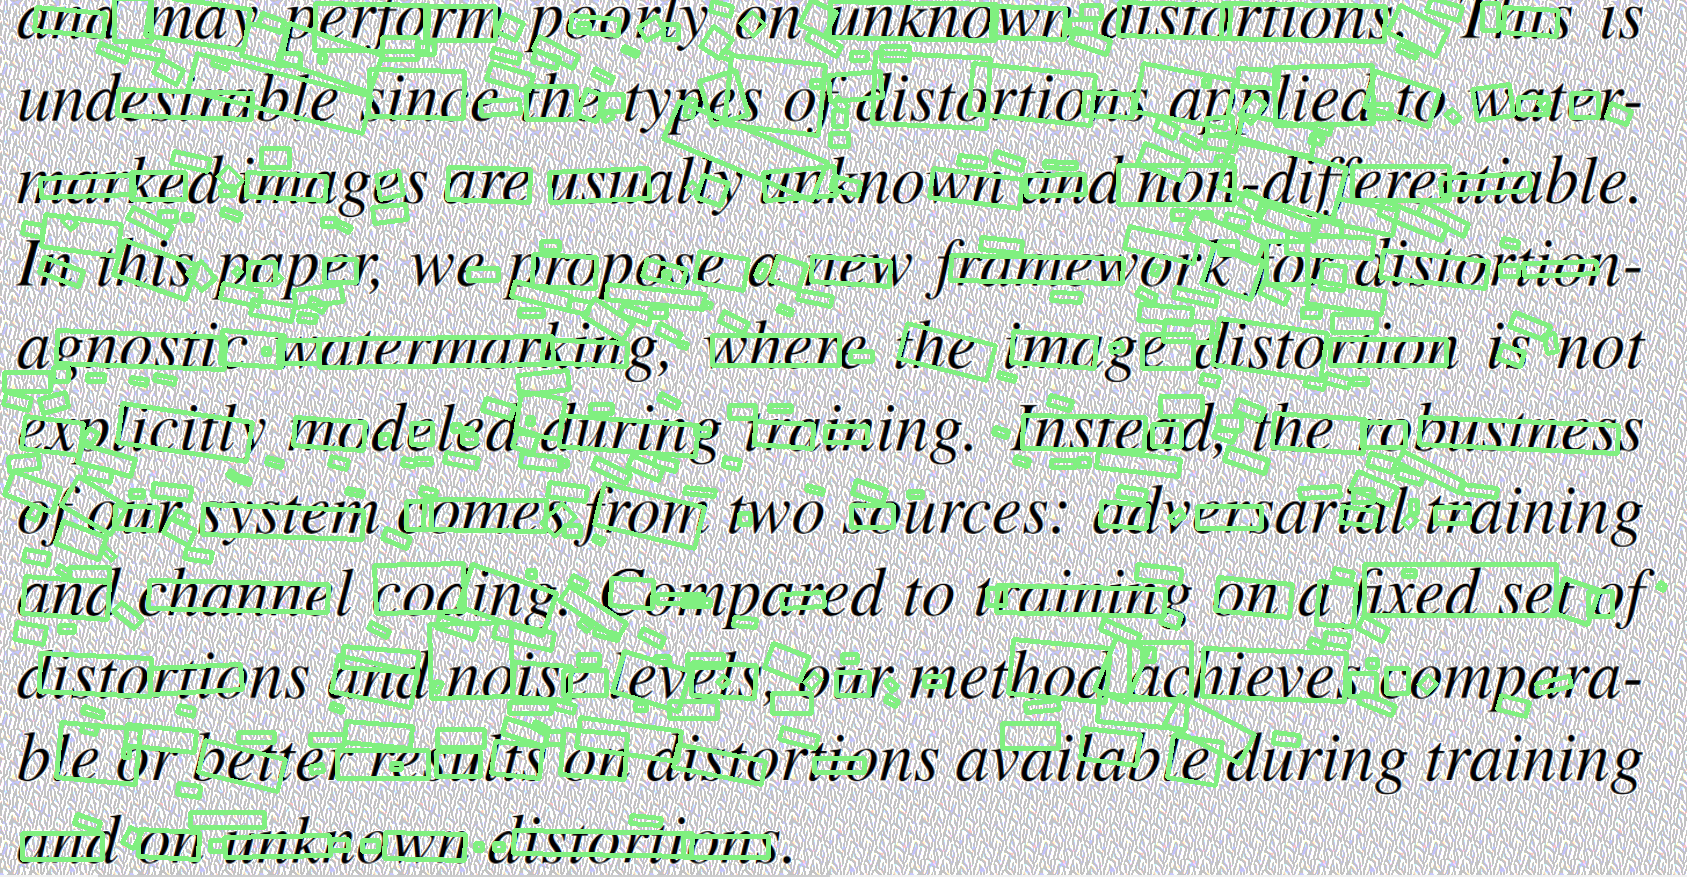 and may perform poorly on unknown distortions. This is
undesirable since the types of distortions applied to water-
marked images are usually unknown and non-differentiable.
In this paper, we propose a new framework for distortion-
agnostic watermarking, where the image distortion is not
explicitly modeled during training. Instead, the robustness
of our system comes from two sources: adversarial training
and channel coding. Compared to training on a fixed set of
distortions and noise levels, our method achieves compara-
ble or better results on distortions available during training
and on unknown distortions.